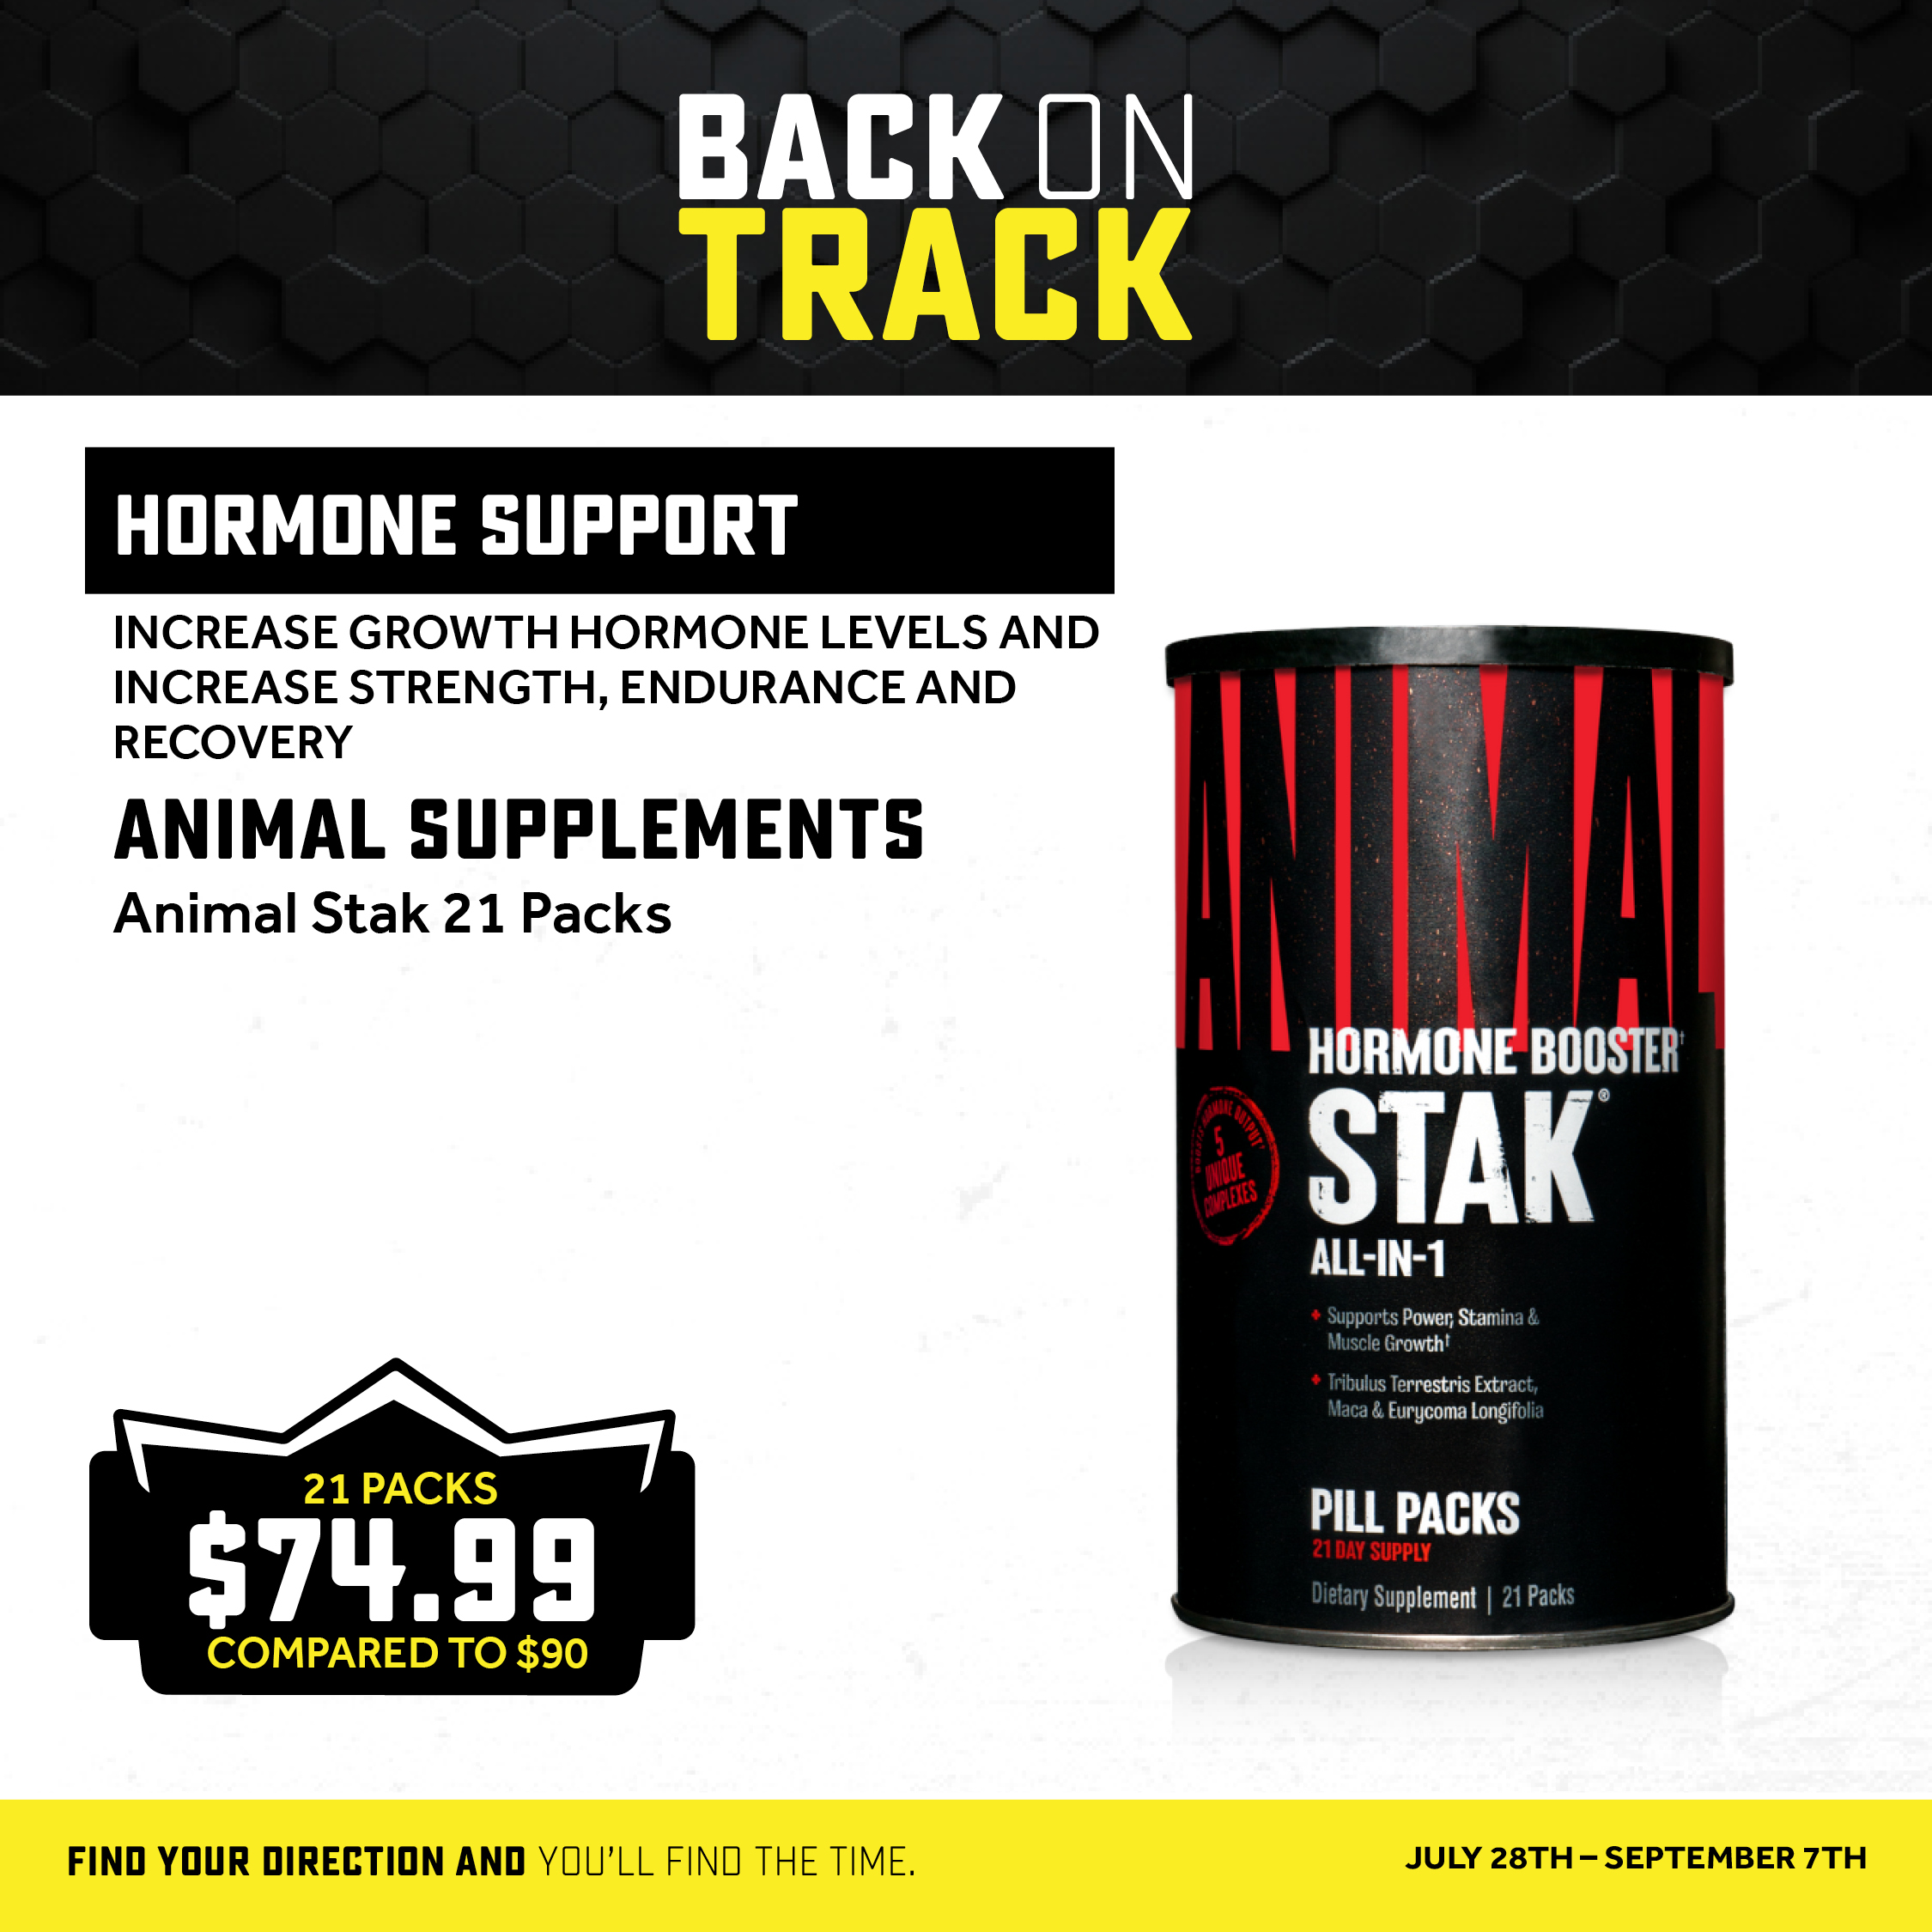 BACK ON
TRACK
HORMONE SUPPORT
INCREASE GROWTH HORMONE LEVELS AND
INCREASE STRENGTH, ENDURANCE AND
RECOVERY
ANIMAL SUPPLEMENTS
Animal Stak 21 Packs
21 PACKS
$74.99
COMPARED TO $90
ANIMAL
HORMONE BOOSTER†
STAK®
BOOSTS HORMONE OUTPUT†
5
UNIQUE
COMPLEXES
ALL-IN-1
Supports Power, Stamina &
Muscle Growth†
Tribulus Terrestris Extract,
Maca & Eurycoma Longifolia
PILL PACKS
21 DAY SUPPLY
Dietary Supplement | 21 Packs
FIND YOUR DIRECTION AND YOU'LL FIND THE TIME.
JULY 28TH – SEPTEMBER 7TH